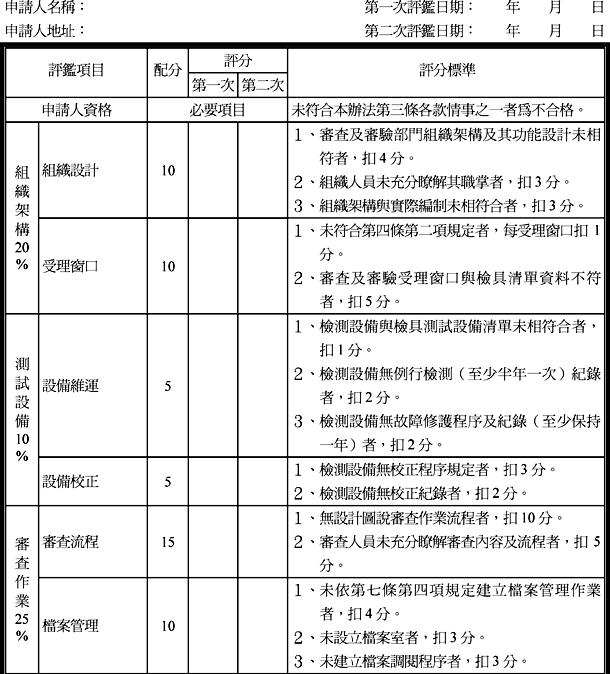 申請人名稱：
第一次評鑑日期：　年　月　日
申請人地址：
第二次評鑑日期：　年　月　日
評鑑項目
配分
評分
第一次
第二次
評分標準
申請人資格
必要項目
未符合本辦法第三條各款情事之一者爲不合格。
組織架構20%
組織設計
10
1、審查及審驗部門組織架構及其功能設計未相
符者，扣4分。
2、組織人員未充分瞭解其職掌者，扣3分。
3、組織架構與實際編制未相符合者，扣3分。
受理窗口
10
1、未符合第四條第二項規定者，每受理窗口扣1
分。
2、審查及審驗受理窗口與檢具清單資料不符
者，扣5分。
測試設備10%
設備維運
5
1、檢測設備與檢具測試設備清單未相符合者，
扣1分。
2、檢測設備無例行檢測（至少半年一次）紀錄
者，扣2分。
3、檢測設備無故障修護程序及紀錄（至少保持
一年）者，扣2分。
設備校正
5
1、檢測設備無校正程序規定者，扣3分。
2、檢測設備無校正紀錄者，扣2分。
審查作業25%
審查流程
15
1、無設計圖說審查作業流程者，扣10分。
2、審查人員未充分瞭解審查內容及流程者，扣5
分。
檔案管理
10
1、未依第七條第四項規定建立檔案管理作業
者，扣4分。
2、未設立檔案室者，扣3分。
3、未建立檔案調閱程序者，扣3分。